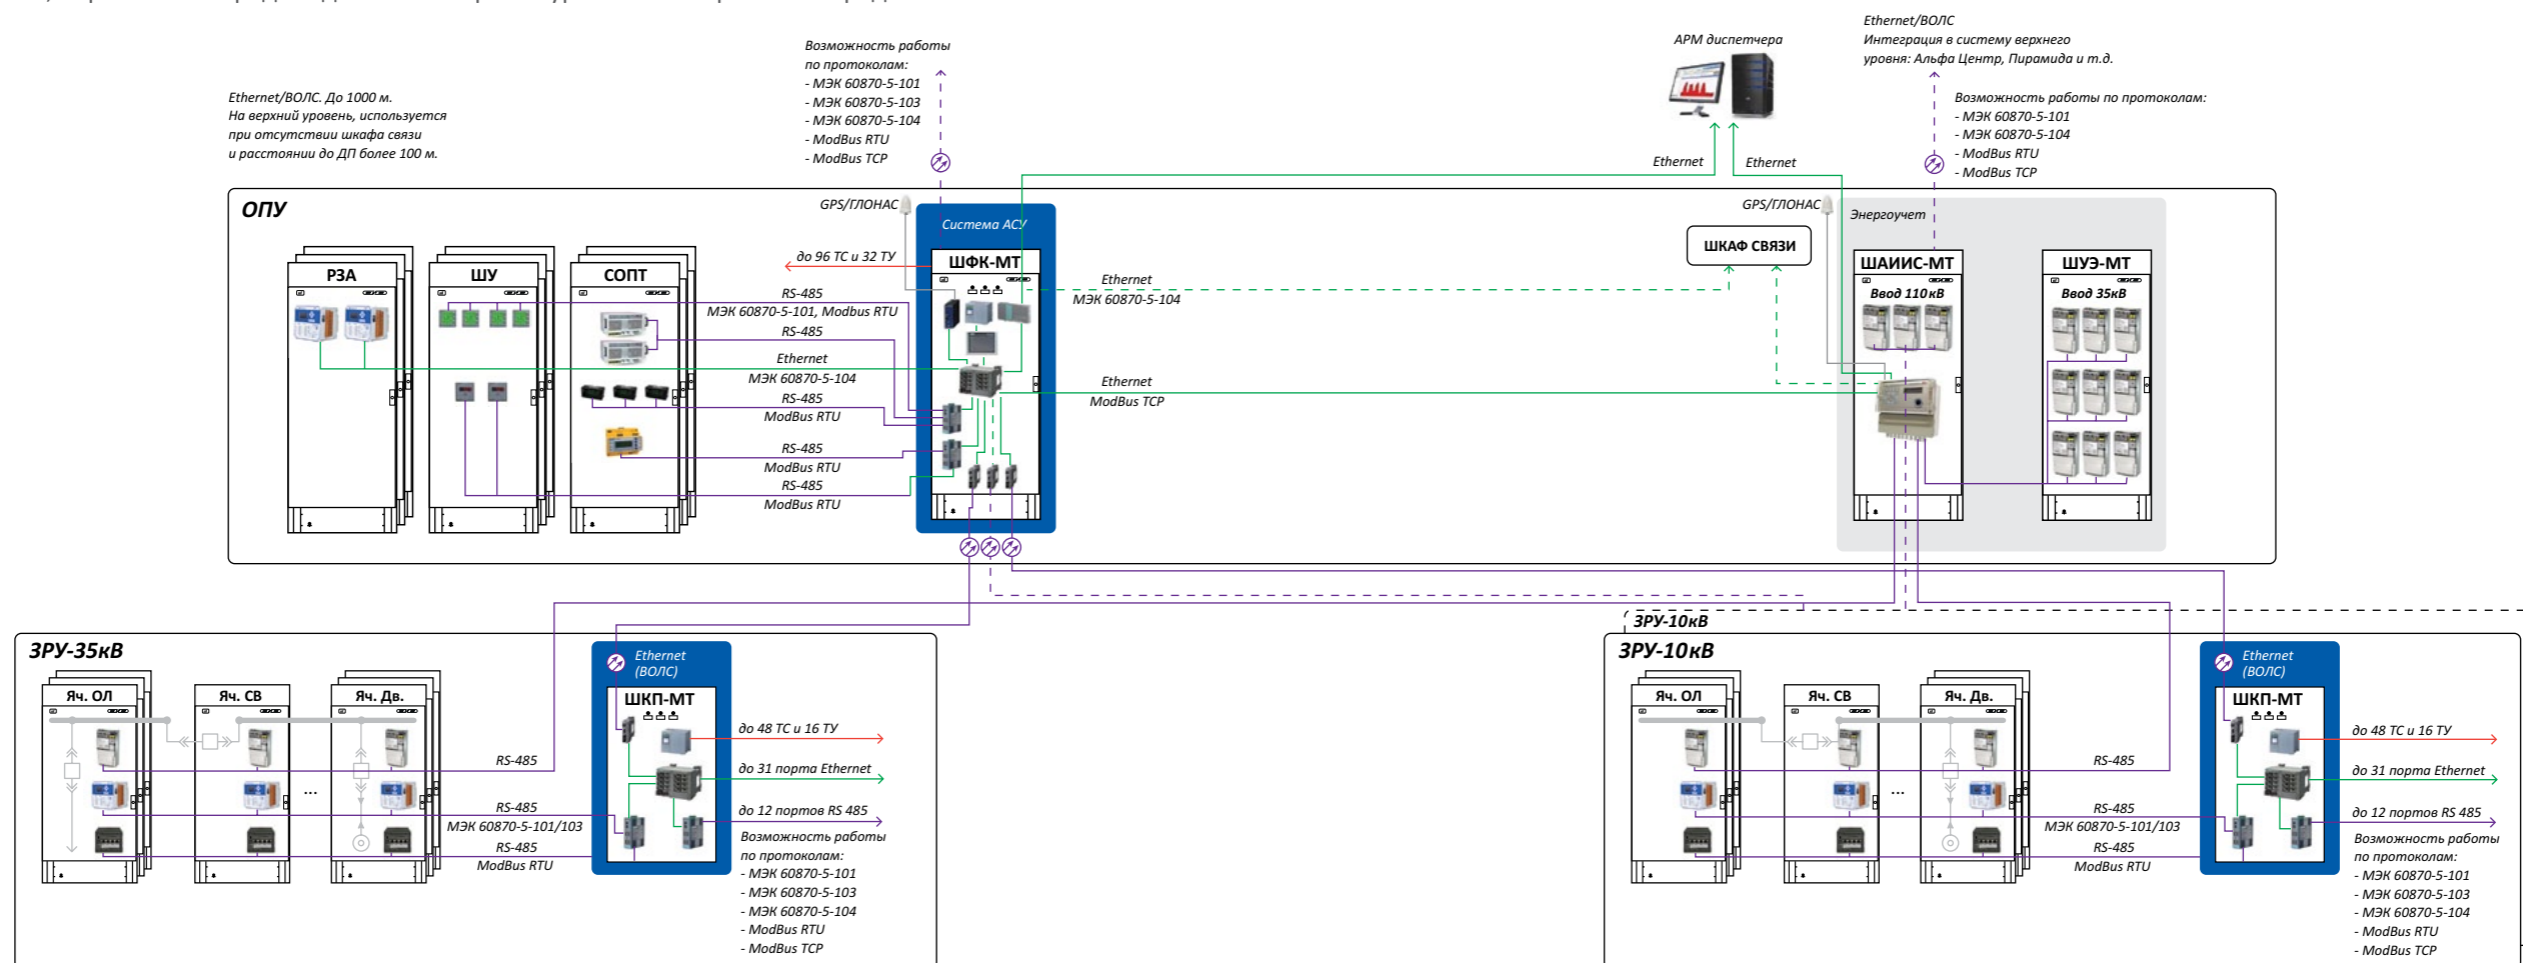 Возможность работы
по протоколам:
- МЭК 60870-5-101
- МЭК 60870-5-103
- МЭК 60870-5-104
- ModBus RTU
- ModBus TCP
Ethernet/ВОЛС. До 1000 м.
На верхний уровень, используется
при отсутствии шкафа связи
и расстоянии до ДП более 100 м.
АРМ диспетчера
Ethernet/ВОЛС
Интеграция в систему верхнего
уровня: Альфа Центр, Пирамида и т.д.
Возможность работы по протоколам:
- МЭК 60870-5-101
- МЭК 60870-5-104
- ModBus RTU
- ModBus TCP
Ethernet
Ethernet
ОПУ
GPS/ГЛОНАС
Система АСУ
GPS/ГЛОНАС
Энергоучет
РЗА
ШУ
СОПТ
до 96 ТС и 32 ТУ
ШФК-МТ
ШКАФ СВЯЗИ
ШАИИС-МТ
Ввод 110кВ
ШУЭ-МТ
Ввод 35кВ
RS-485
МЭК 60870-5-101, Modbus RTU
RS-485
Ethernet
МЭК 60870-5-104
RS-485
ModBus RTU
RS-485
ModBus RTU
RS-485
ModBus RTU
Ethernet
МЭК 60870-5-104
Ethernet
ModBus TCP
ЗРУ-35кВ
Яч. ОЛ
Яч. СВ
Яч. Дв.
...
RS-485
RS-485
МЭК 60870-5-101/103
RS-485
ModBus RTU
Ethernet
(ВОЛС)
ШКП-МТ
до 48 ТС и 16 ТУ
до 31 порта Ethernet
до 12 портов RS 485
Возможность работы
по протоколам:
- МЭК 60870-5-101
- МЭК 60870-5-103
- МЭК 60870-5-104
- ModBus RTU
- ModBus TCP
ЗРУ-10кВ
ЗРУ-10кВ
Яч. ОЛ
Яч. СВ
Яч. Дв.
...
RS-485
RS-485
МЭК 60870-5-101/103
RS-485
ModBus RTU
Ethernet
(ВОЛС)
ШКП-МТ
до 48 ТС и 16 ТУ
до 31 порта Ethernet
до 12 портов RS 485
Возможность работы
по протоколам:
- МЭК 60870-5-101
- МЭК 60870-5-103
- МЭК 60870-5-104
- ModBus RTU
- ModBus TCP